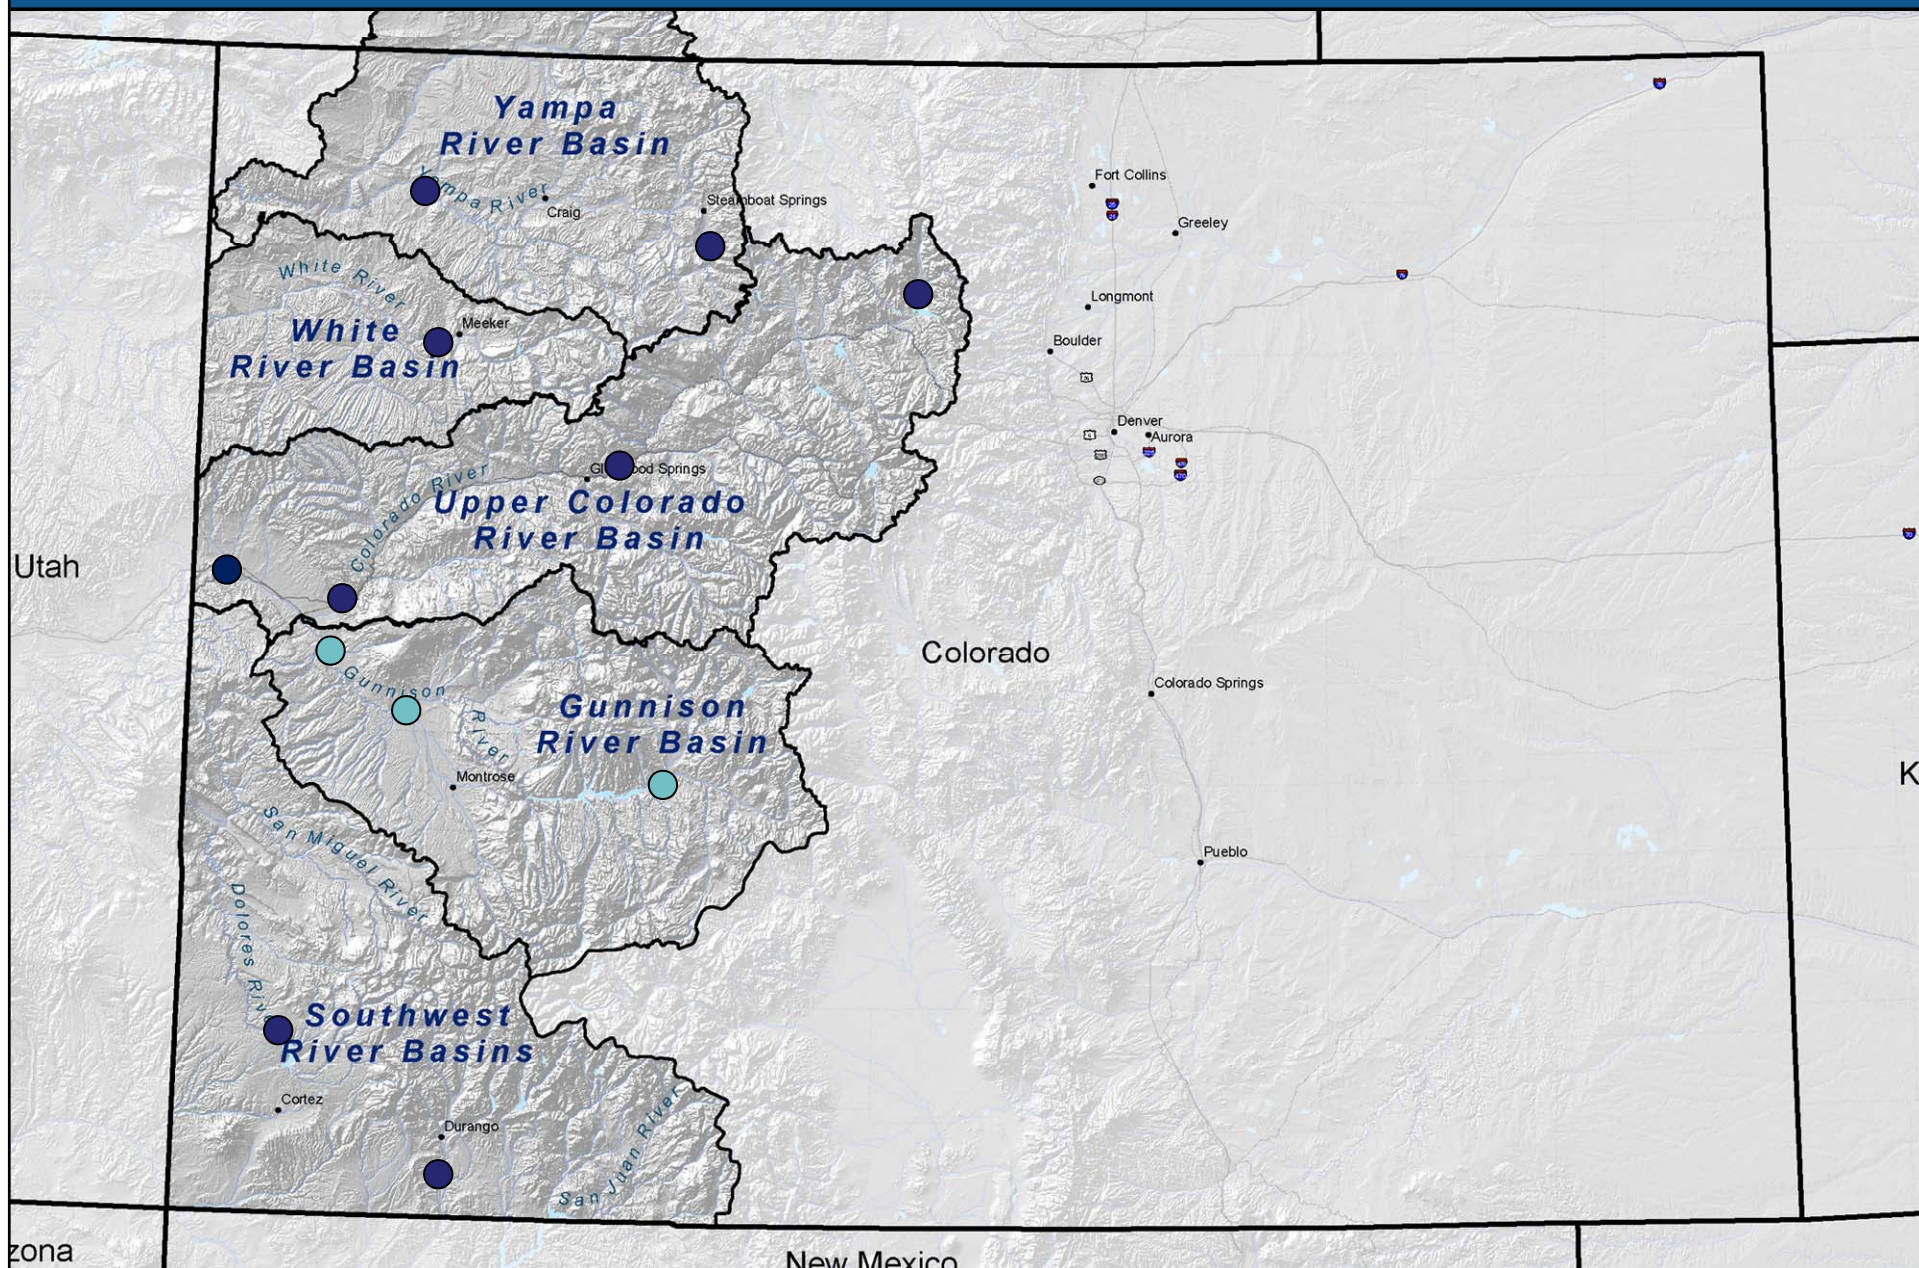 Yampa
River Basin
Yampa River
Craig
Steamboat Springs
Fort Collins
Greeley
White River
Meeker
White
River Basin
Longmont
Boulder
Denver
Aurora
Colorado River
Springs
Upper Colorado
River Basin
Utah
Colorado
Gunnison
River
Gunnison
River Basin
Montrose
Colorado Springs
K
San Miguel River
Pueblo
Dolores Riv
Southwest
River Basins
Cortez
Durango
San Juan River
zona
New Mexico